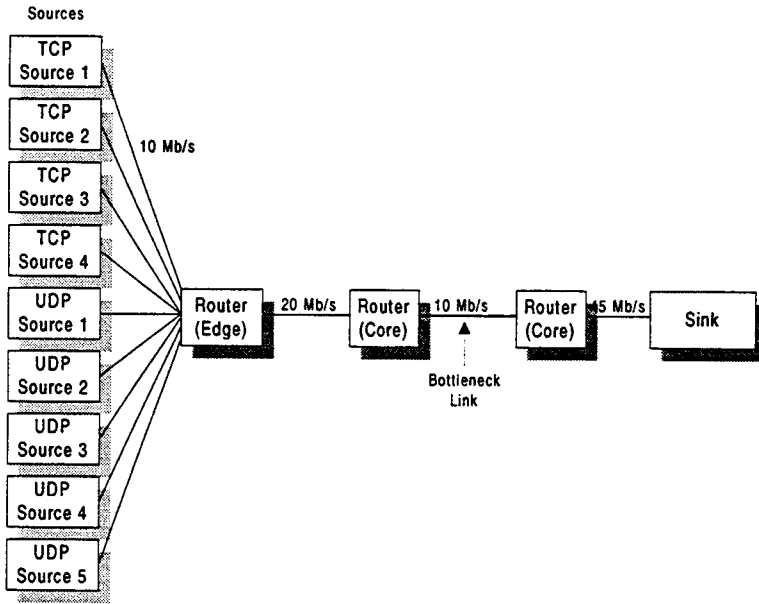 Sources
TCP
Source 1
TCP
Source 2
10 Mb/s
TCP
Source 3
TCP
Source 4
UDP
Source 1
UDP
Source 2
UDP
Source 3
UDP
Source 4
UDP
Source 5
Router
(Edge)
20 Mb/s
Router
(Core)
10 Mb/s
Bottleneck
Link
Router
(Core)
45 Mb/s
Sink